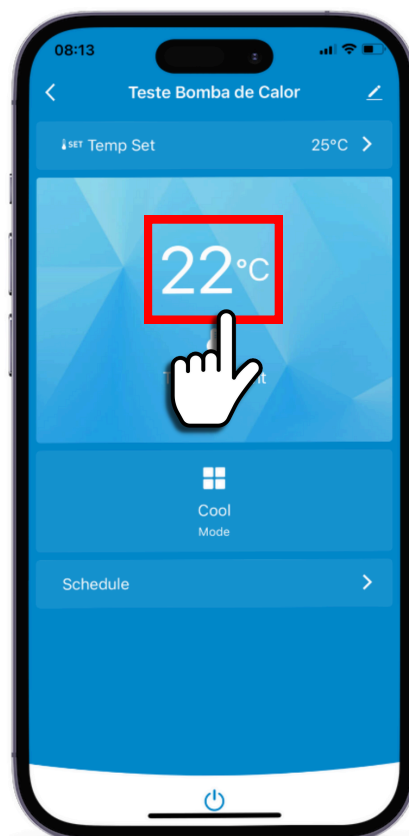 08:13
Teste Bomba de Calor
SET Temp Set 25°C
22°C
Cool
Mode
Schedule